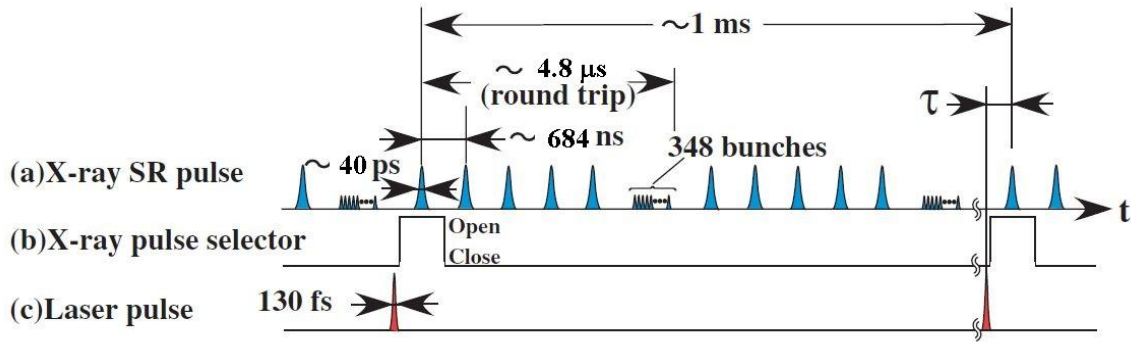 ~1 ms
~ 4.8 μs
(round trip)
τ
~ 684 ns
348 bunches
~ 40 ps
(a)X-ray SR pulse
t
(b)X-ray pulse selector
Open
Close
130 fs
(c)Laser pulse